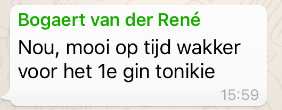 Bogaert van der René
Nou, mooi op tijd wakker
voor het 1e gin tonikie
15:59